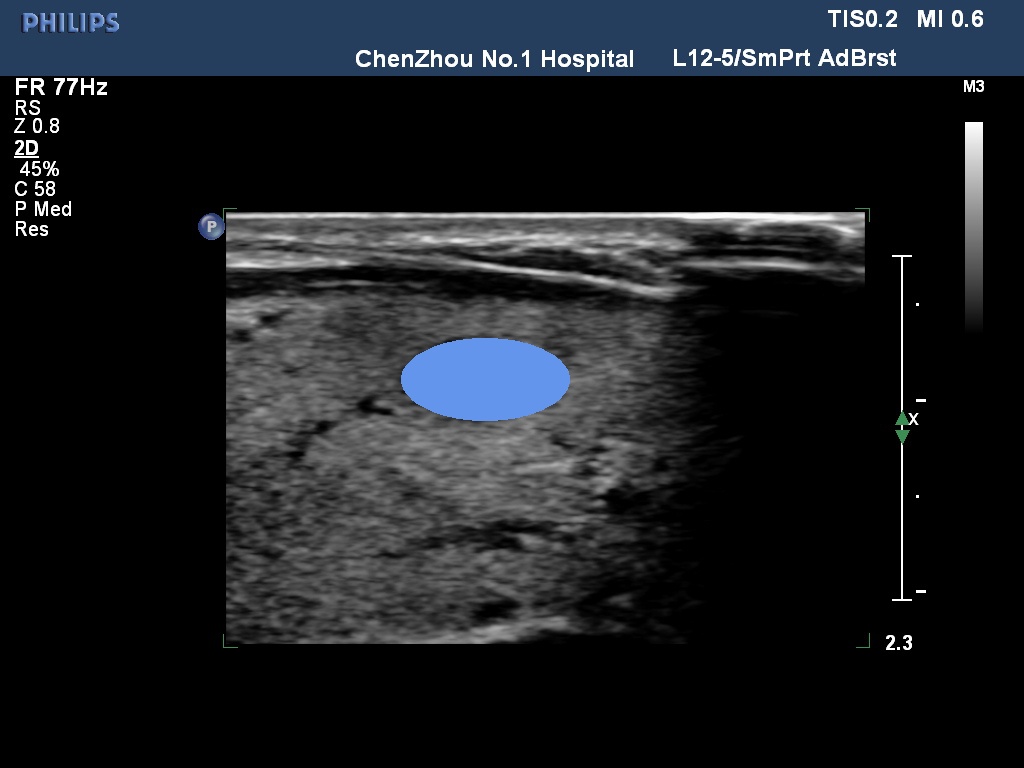 PHILIPS
TIS0.2 MI 0.6
ChenZhou No.1 Hospital L12-5/SmPrt AdBrst
FR 77Hz
RS
Z 0.8
2D
45%
C 58
P Med
Res
M3
P
X
2.3